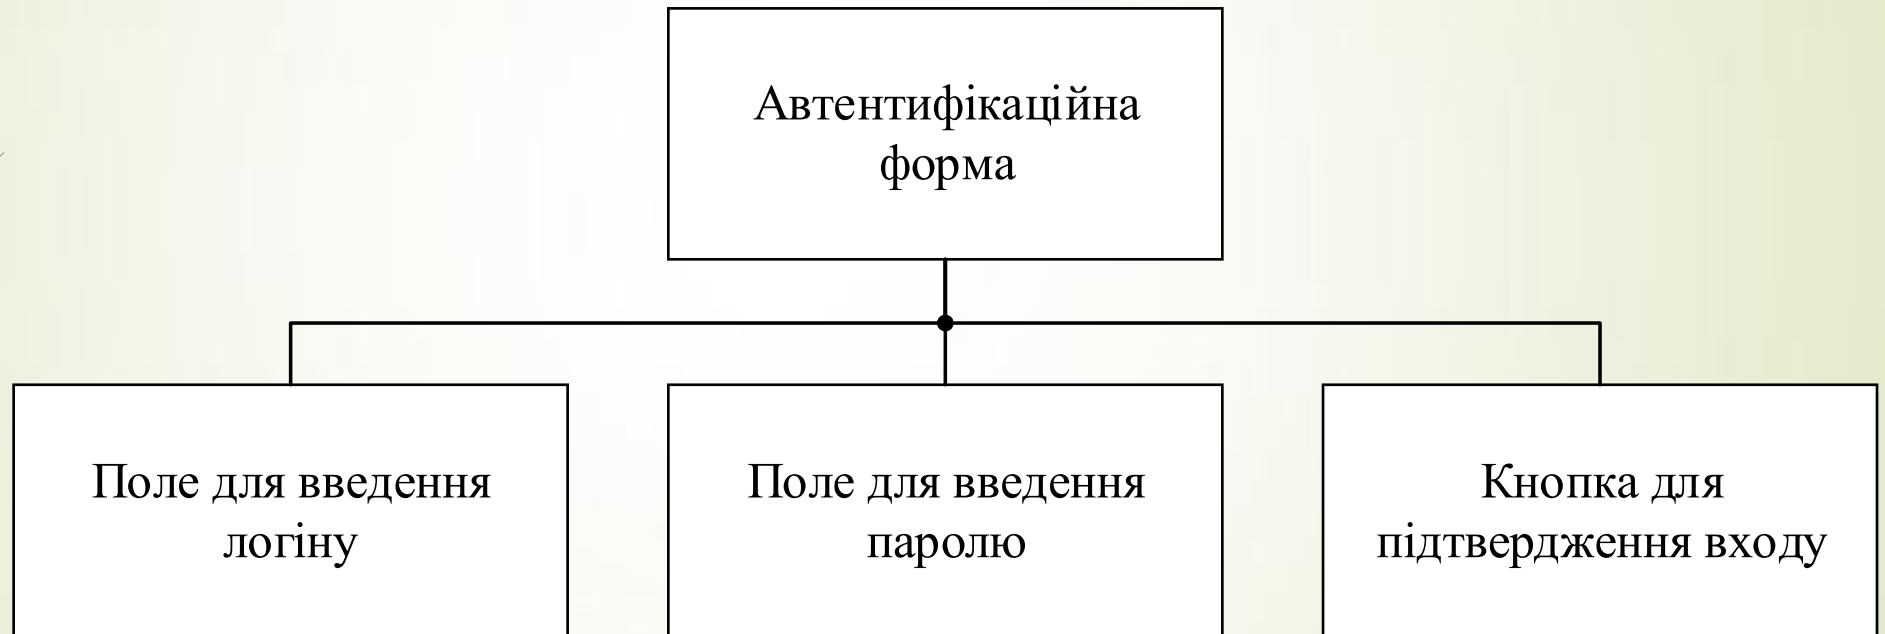 Автентифікаційна
форма
Поле для введення
логіну
Поле для введення
паролю
Кнопка для
підтвердження входу